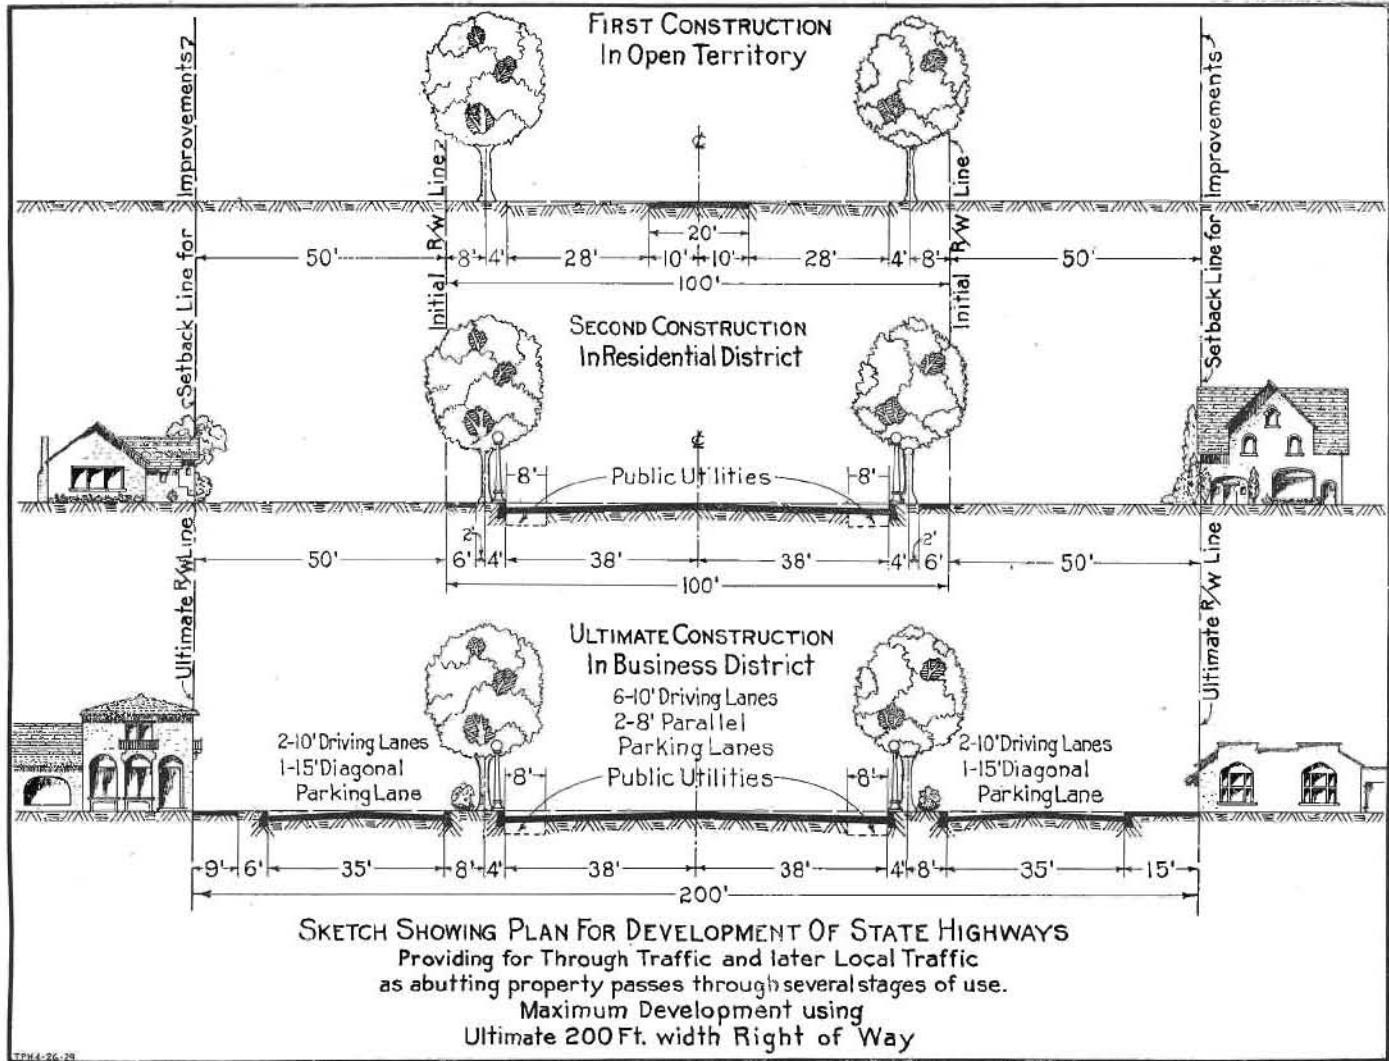 FIRST CONSTRUCTION
In Open Territory
Setback Line for Improvements
Initial R/W Line
℄
Initial R/W Line
Setback Line for Improvements
20'
50' 8' 4' 28' 10' 10' 28' 4' 8' 50'
100'
SECOND CONSTRUCTION
In Residential District
℄
8' Public Utilities 8'
2' 2'
50' 6' 4' 38' 38' 4' 6' 50'
100'
Ultimate R/W Line
Ultimate R/W Line
ULTIMATE CONSTRUCTION
In Business District
6-10' Driving Lanes
2-8' Parallel
Parking Lanes
2-10' Driving Lanes
1-15' Diagonal
Parking Lane
8' Public Utilities 8'
2-10' Driving Lanes
1-15' Diagonal
Parking Lane
9' 6' 35' 8' 4' 38' 38' 4' 8' 35' 15'
200'
SKETCH SHOWING PLAN FOR DEVELOPMENT OF STATE HIGHWAYS
Providing for Through Traffic and later Local Traffic
as abutting property passes through several stages of use.
Maximum Development using
Ultimate 200 Ft. width Right of Way
T.P.H. 4-26-29